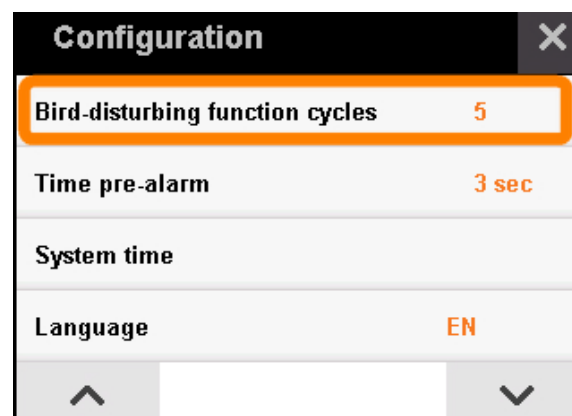 Configuration
Bird-disturbing function cycles 5
Time pre-alarm 3 sec
System time
Language EN